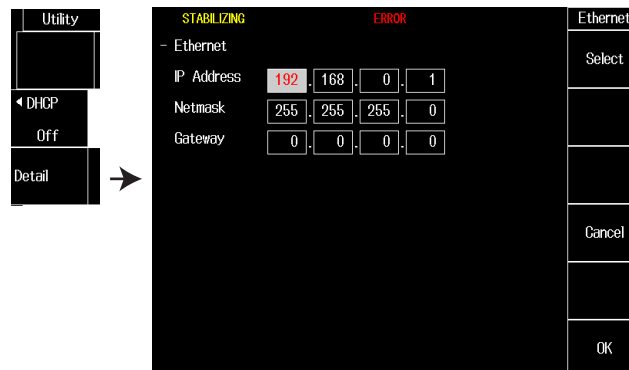 Utility
◀ DHCP
Off
Detail
STABILIZING ERROR
- Ethernet
IP Address 192 . 168 . 0 . 1
Netmask 255 . 255 . 255 . 0
Gateway 0 . 0 . 0 . 0
Ethernet
Select
Cancel
OK